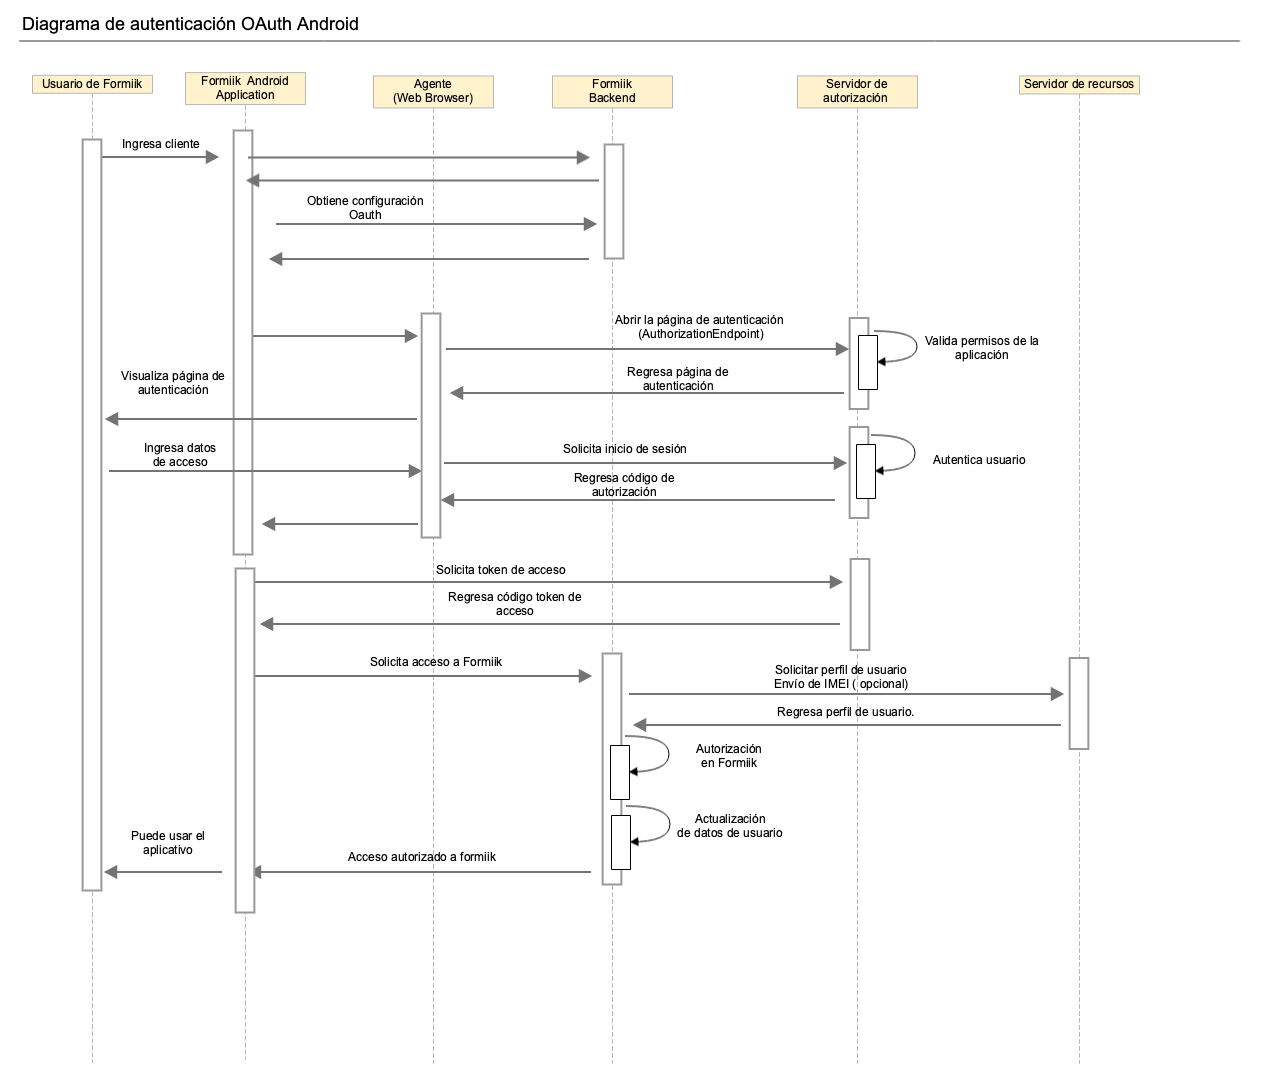 Diagrama de autenticación OAuth Android
Usuario de Formiik
Formiik Android
Application
Agente
(Web Browser)
Formiik
Backend
Servidor de
autorización
Servidor de recursos
Ingresa cliente
Obtiene configuración
Oauth
Abrir la página de autenticación
(AuthorizationEndpoint)
Valida permisos de la
aplicación
Visualiza página de
autenticación
Regresa página de
autenticación
Ingresa datos
de acceso
Solicita inicio de sesión
Autentica usuario
Regresa código de
autorización
Solicita token de acceso
Regresa código token de
acceso
Solicita acceso a Formiik
Solicitar perfil de usuario
Envío de IMEI ( opcional)
Regresa perfil de usuario.
Autorización
en Formiik
Actualización
de datos de usuario
Puede usar el
aplicativo
Acceso autorizado a formiik